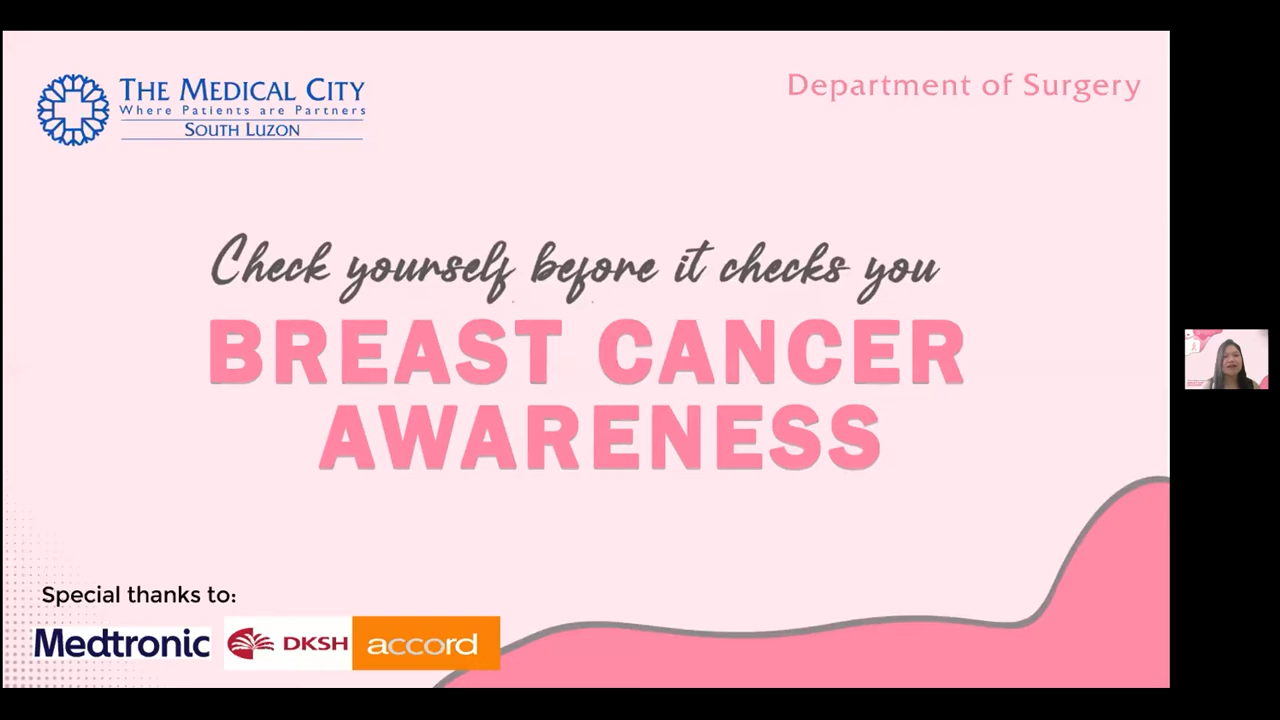 THE MEDICAL CITY
Where Patients are Partners
SOUTH LUZON
Department of Surgery
Check yourself before it checks you
BREAST CANCER
AWARENESS
Special thanks to:
Medtronic
DKSH
accord